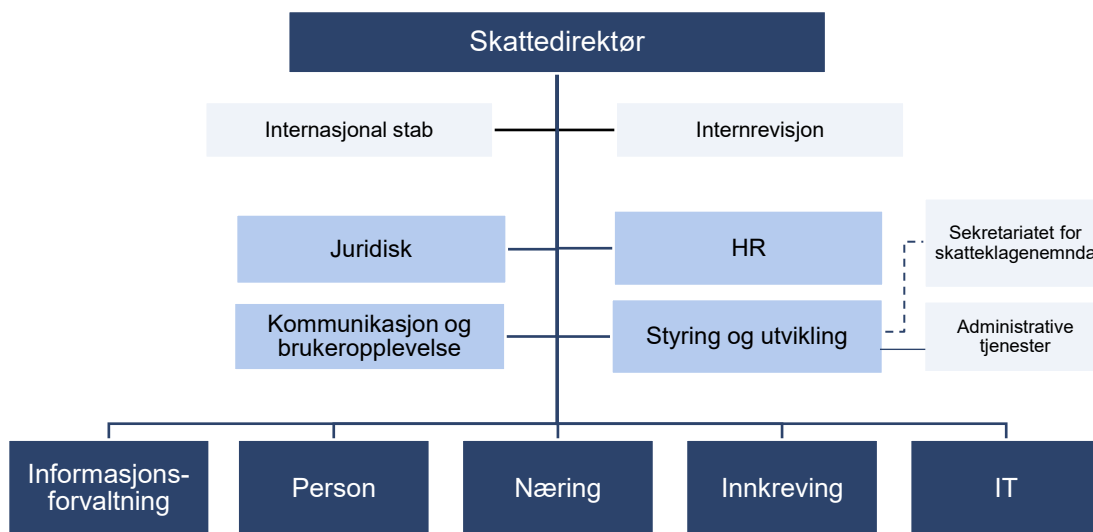 Skattedirektør
Internasjonal stab
Internrevisjon
Juridisk
HR
Sekretariatet for
skatteklagenemnda
Kommunikasjon og
brukeropplevelse
Styring og utvikling
Administrative
tjenester
Informasjons-
forvaltning
Person
Næring
Innkreving
IT